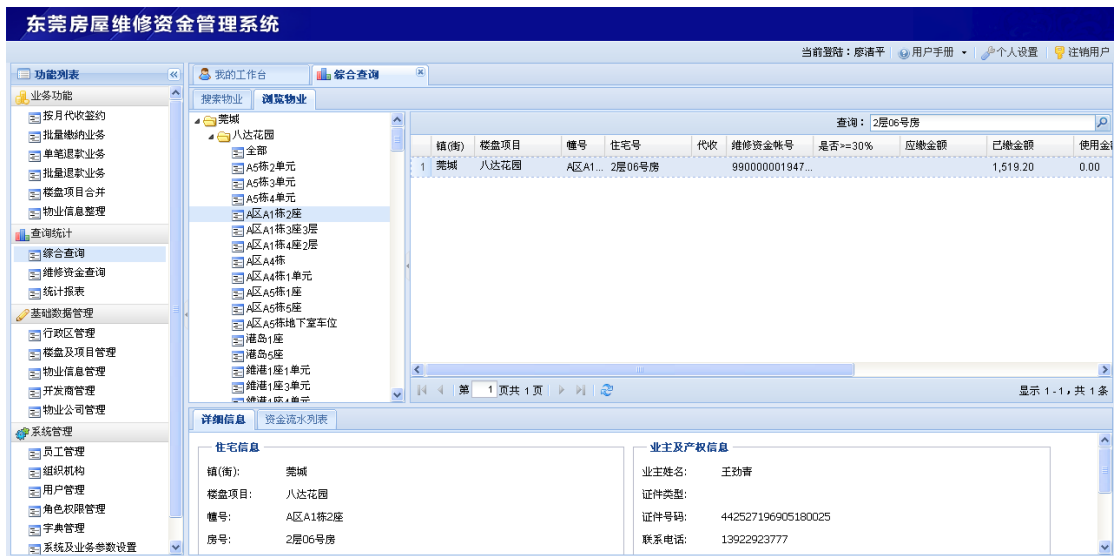 东莞房屋维修资金管理系统
当前登陆：廖清平 用户手册 个人设置 注销用户
功能列表
业务功能
按月代收签约
批量缴纳业务
单笔退款业务
批量退款业务
楼盘项目合并
物业信息整理
查询统计
综合查询
维修资金查询
统计报表
基础数据管理
行政区管理
楼盘及项目管理
物业信息管理
开发商管理
物业公司管理
系统管理
员工管理
组织机构
用户管理
角色权限管理
字典管理
系统及业务参数设置
我的工作台 综合查询
搜索物业 浏览物业
莞城
八达花园
全部
A5栋2单元
A5栋3单元
A5栋4单元
A区A1栋2座
A区A1栋3座3层
A区A1栋4座2层
A区A4栋
A区A4栋1单元
A区A5栋1座
A区A5栋5座
A区A5栋地下室车位
港岛1座
港岛5座
维港1座1单元
维港1座3单元
维港1座4单元
查询： 2层06号房
镇(街) 楼盘项目 幢号 住宅号 代收 维修资金帐号 是否>=30% 应缴金额 已缴金额 使用金
1 莞城 八达花园 A区A1... 2层06号房 990000001947... 1,519.20 0.00
第 1 页共 1 页
显示 1 - 1，共 1 条
详细信息 资金流水列表
住宅信息
镇(街): 莞城
楼盘项目: 八达花园
幢号: A区A1栋2座
房号: 2层06号房
业主及产权信息
业主姓名: 王劲青
证件类型:
证件号码: 442527196905180025
联系电话: 13922923777